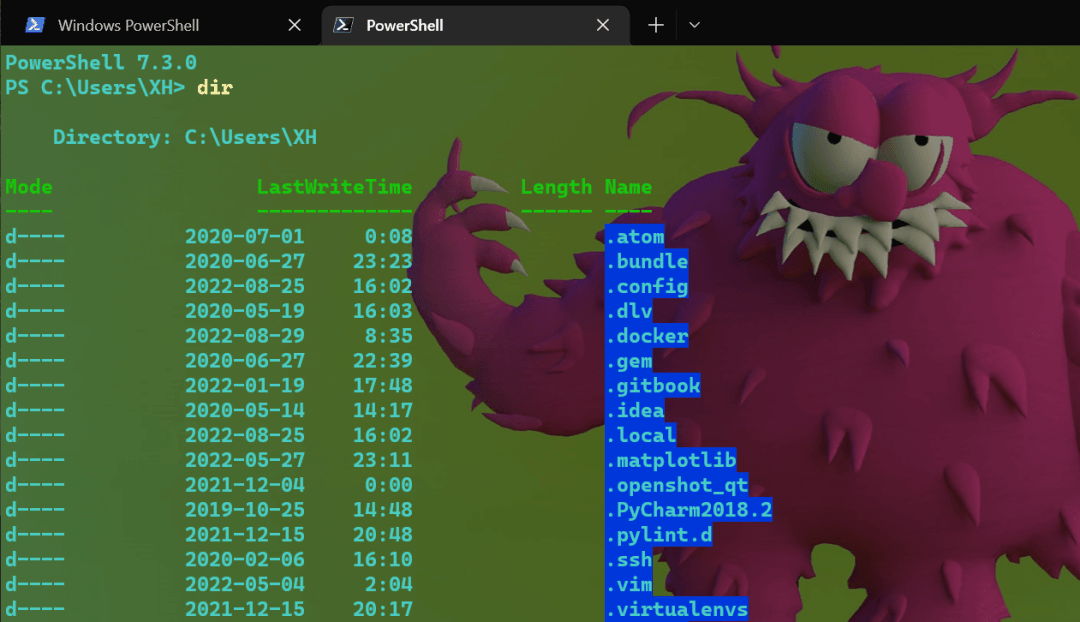 Windows PowerShell PowerShell
PowerShell 7.3.0
PS C:\Users\XH> dir
Directory: C:\Users\XH
Mode LastWriteTime Length Name
---- ------------- ------ ----
d---- 2020-07-01 0:08 .atom
d---- 2020-06-27 23:23 .bundle
d---- 2022-08-25 16:02 .config
d---- 2020-05-19 16:03 .dlv
d---- 2022-08-29 8:35 .docker
d---- 2020-06-27 22:39 .gem
d---- 2022-01-19 17:48 .gitbook
d---- 2020-05-14 14:17 .idea
d---- 2022-08-25 16:02 .local
d---- 2022-05-27 23:11 .matplotlib
d---- 2021-12-04 0:00 .openshot_qt
d---- 2019-10-25 14:48 .PyCharm2018.2
d---- 2021-12-15 20:48 .pylint.d
d---- 2020-02-06 16:10 .ssh
d---- 2022-05-04 2:04 .vim
d---- 2021-12-15 20:17 .virtualenvs